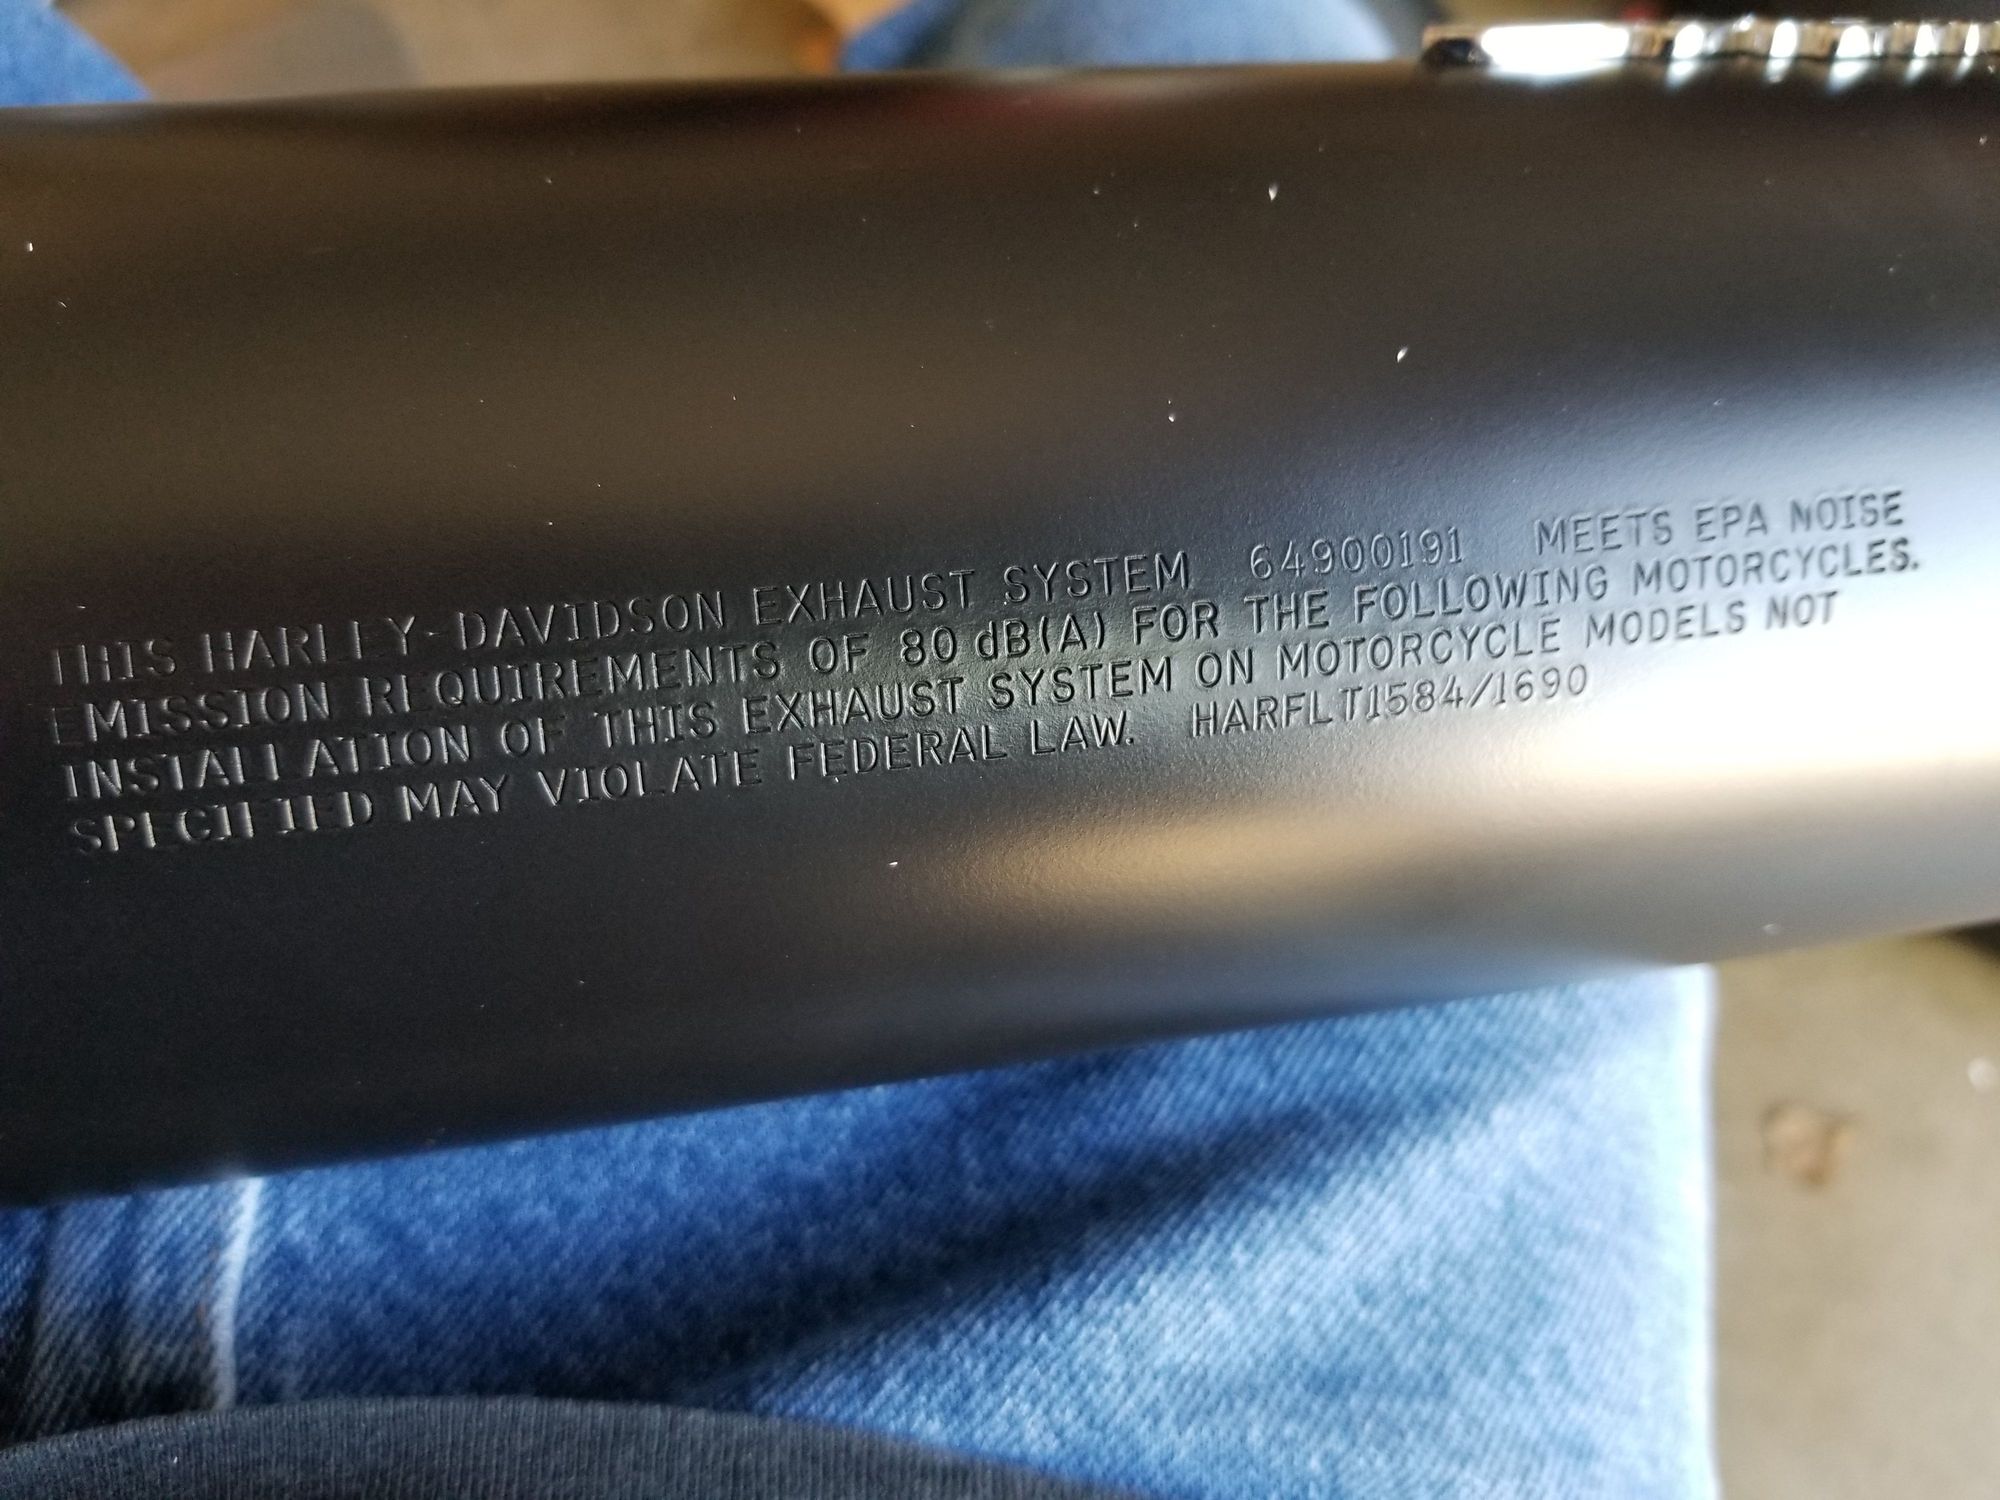 THIS HARLEY-DAVIDSON EXHAUST SYSTEM 64900191 MEETS EPA NOISE
EMISSION REQUIREMENTS OF 80 dB(A) FOR THE FOLLOWING MOTORCYCLES.
INSTALLATION OF THIS EXHAUST SYSTEM ON MOTORCYCLE MODELS NOT
SPECIFIED MAY VIOLATE FEDERAL LAW. HARFLT1584/1690